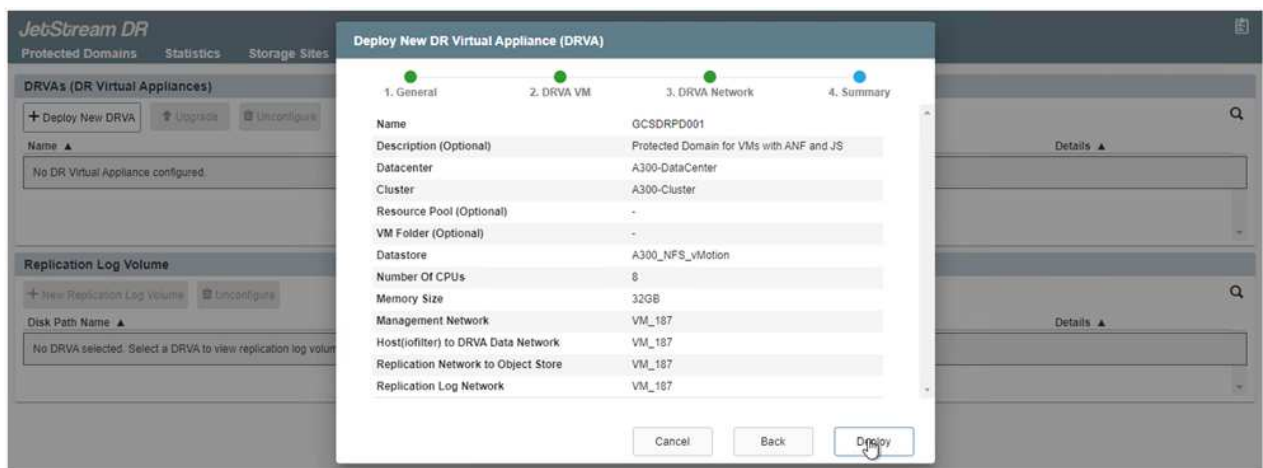 JetStream DR
Protected Domains Statistics Storage Sites
DRVAs (DR Virtual Appliances)
+ Deploy New DRVA Upgrade Unconfigure
Name ▲ Details ▲
No DR Virtual Appliance configured.
Replication Log Volume
+ New Replication Log Volume Unconfigure
Disk Path Name ▲ Details ▲
No DRVA selected. Select a DRVA to view replication log
Deploy New DR Virtual Appliance (DRVA)
1. General 2. DRVA VM 3. DRVA Network 4. Summary
Name GCSDRPD001
Description (Optional) Protected Domain for VMs with ANF and JS
Datacenter A300-DataCenter
Cluster A300-Cluster
Resource Pool (Optional) -
VM Folder (Optional) -
Datastore A300_NFS_vMotion
Number Of CPUs 8
Memory Size 32GB
Management Network VM_187
Host(iofilter) to DRVA Data Network VM_187
Replication Network to Object Store VM_187
Replication Log Network VM_187
Cancel Back Deploy